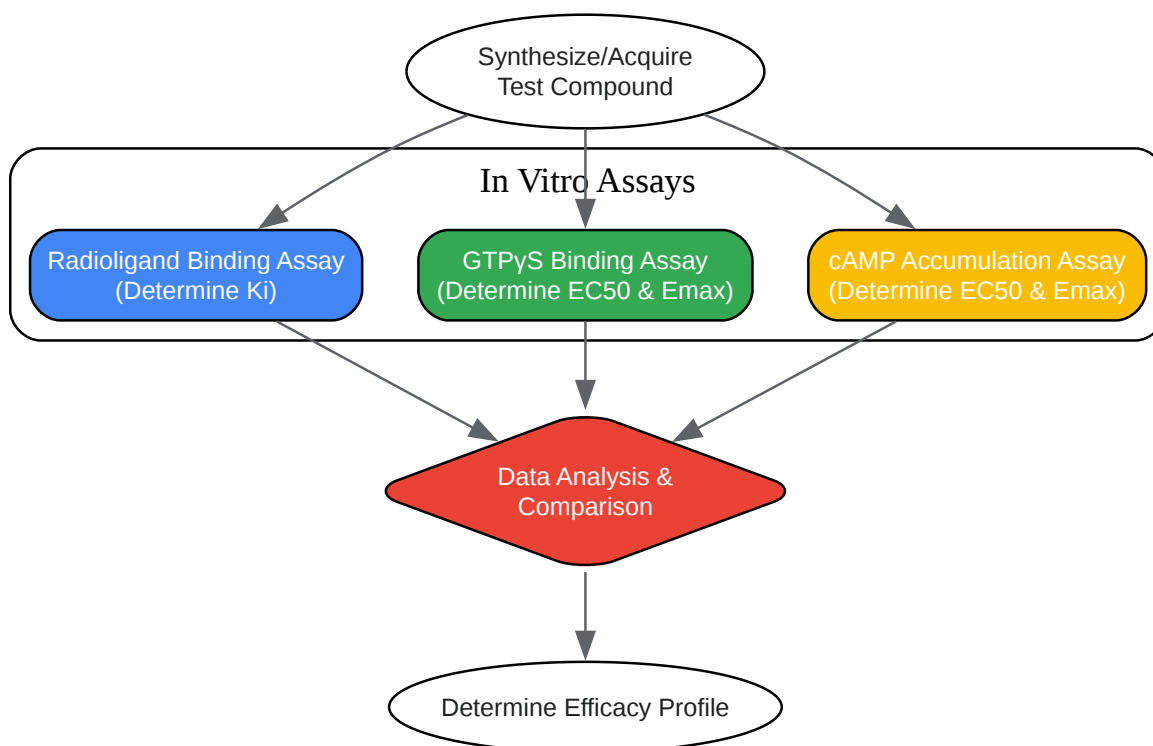 Synthesize/Acquire
Test Compound
In Vitro Assays
Radioligand Binding Assay
(Determine Ki)
GTPγS Binding Assay
(Determine EC50 & Emax)
cAMP Accumulation Assay
(Determine EC50 & Emax)
Data Analysis &
Comparison
Determine Efficacy Profile